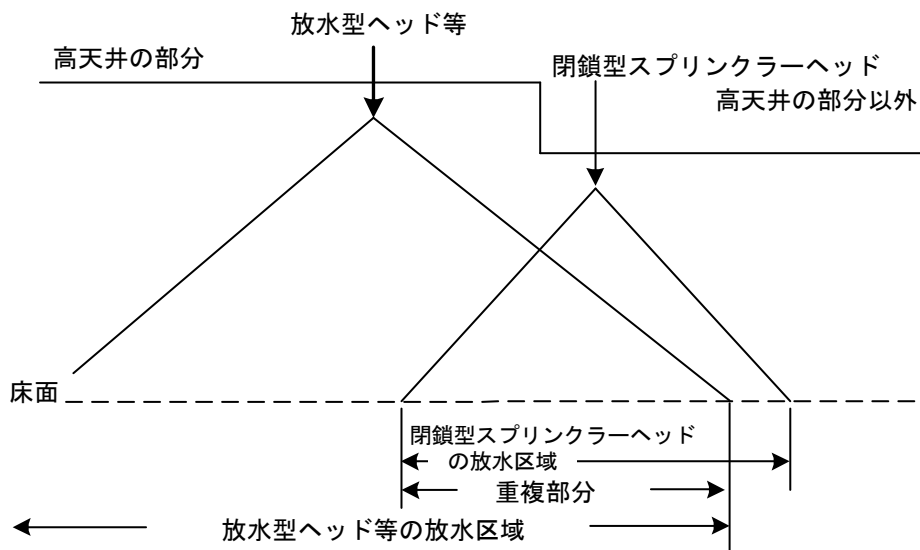 放水型ヘッド等
高天井の部分
閉鎖型スプリンクラーヘッド
高天井の部分以外
床面
閉鎖型スプリンクラーヘッド
の放水区域
重複部分
放水型ヘッド等の放水区域